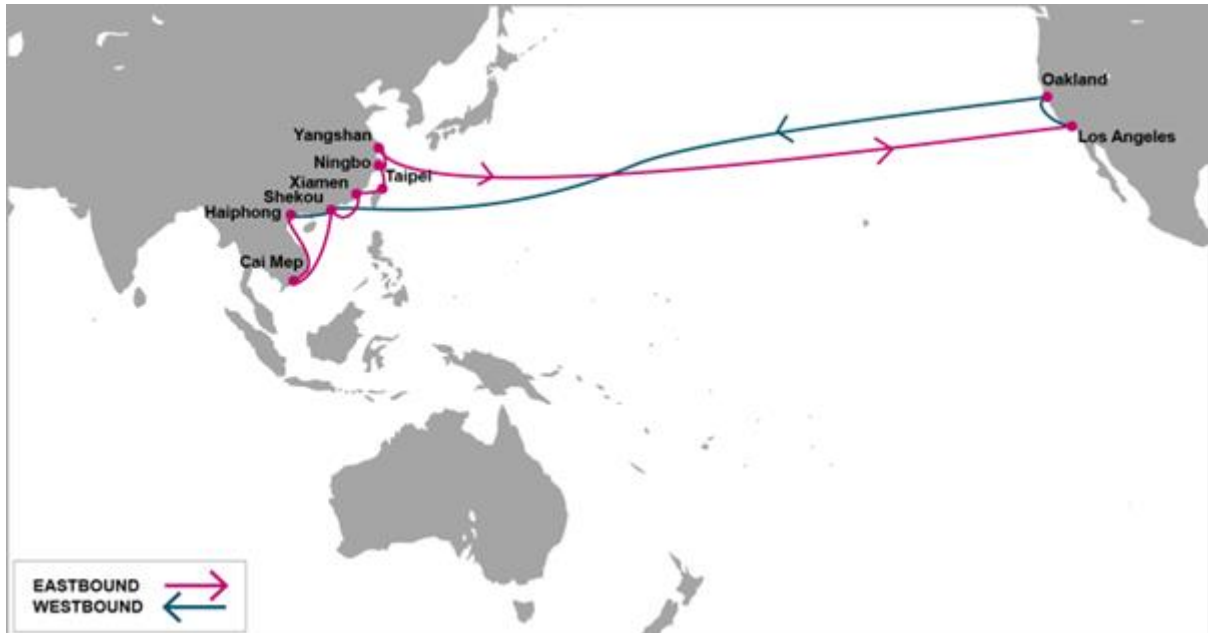 Oakland
Los Angeles
Yangshan
Ningbo
Taipei
Xiamen
Shekou
Haiphong
Cai Mep
EASTBOUND
WESTBOUND